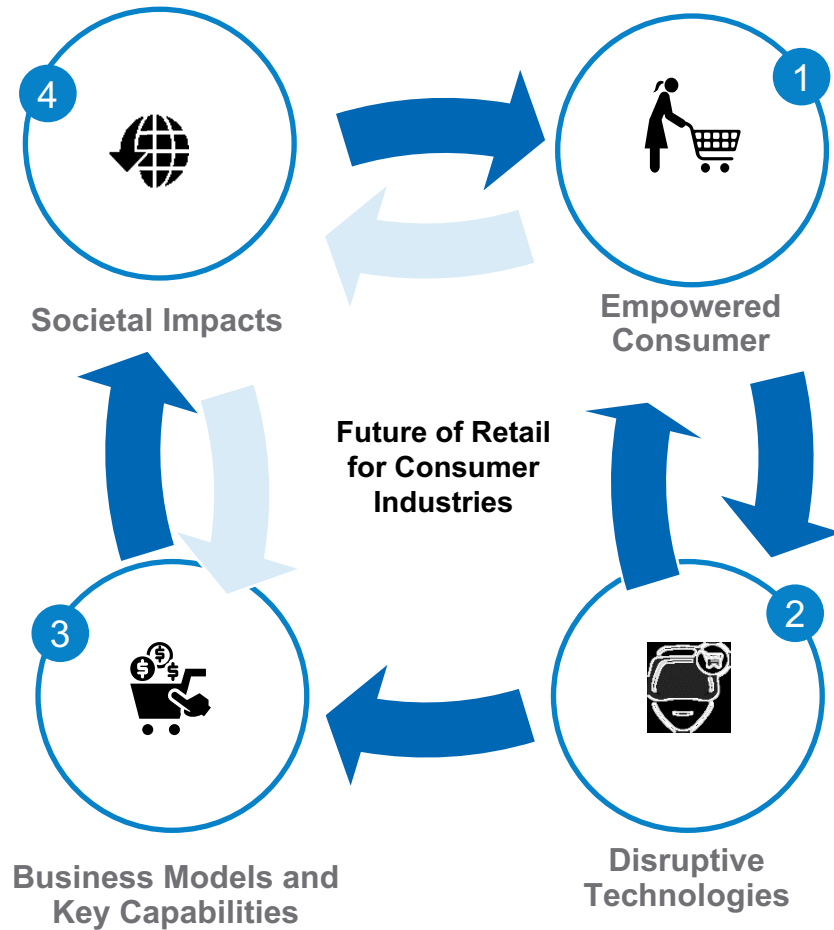 4
1
Societal Impacts
Empowered
Consumer
Future of Retail
for Consumer
Industries
3
2
Business Models and
Key Capabilities
Disruptive
Technologies